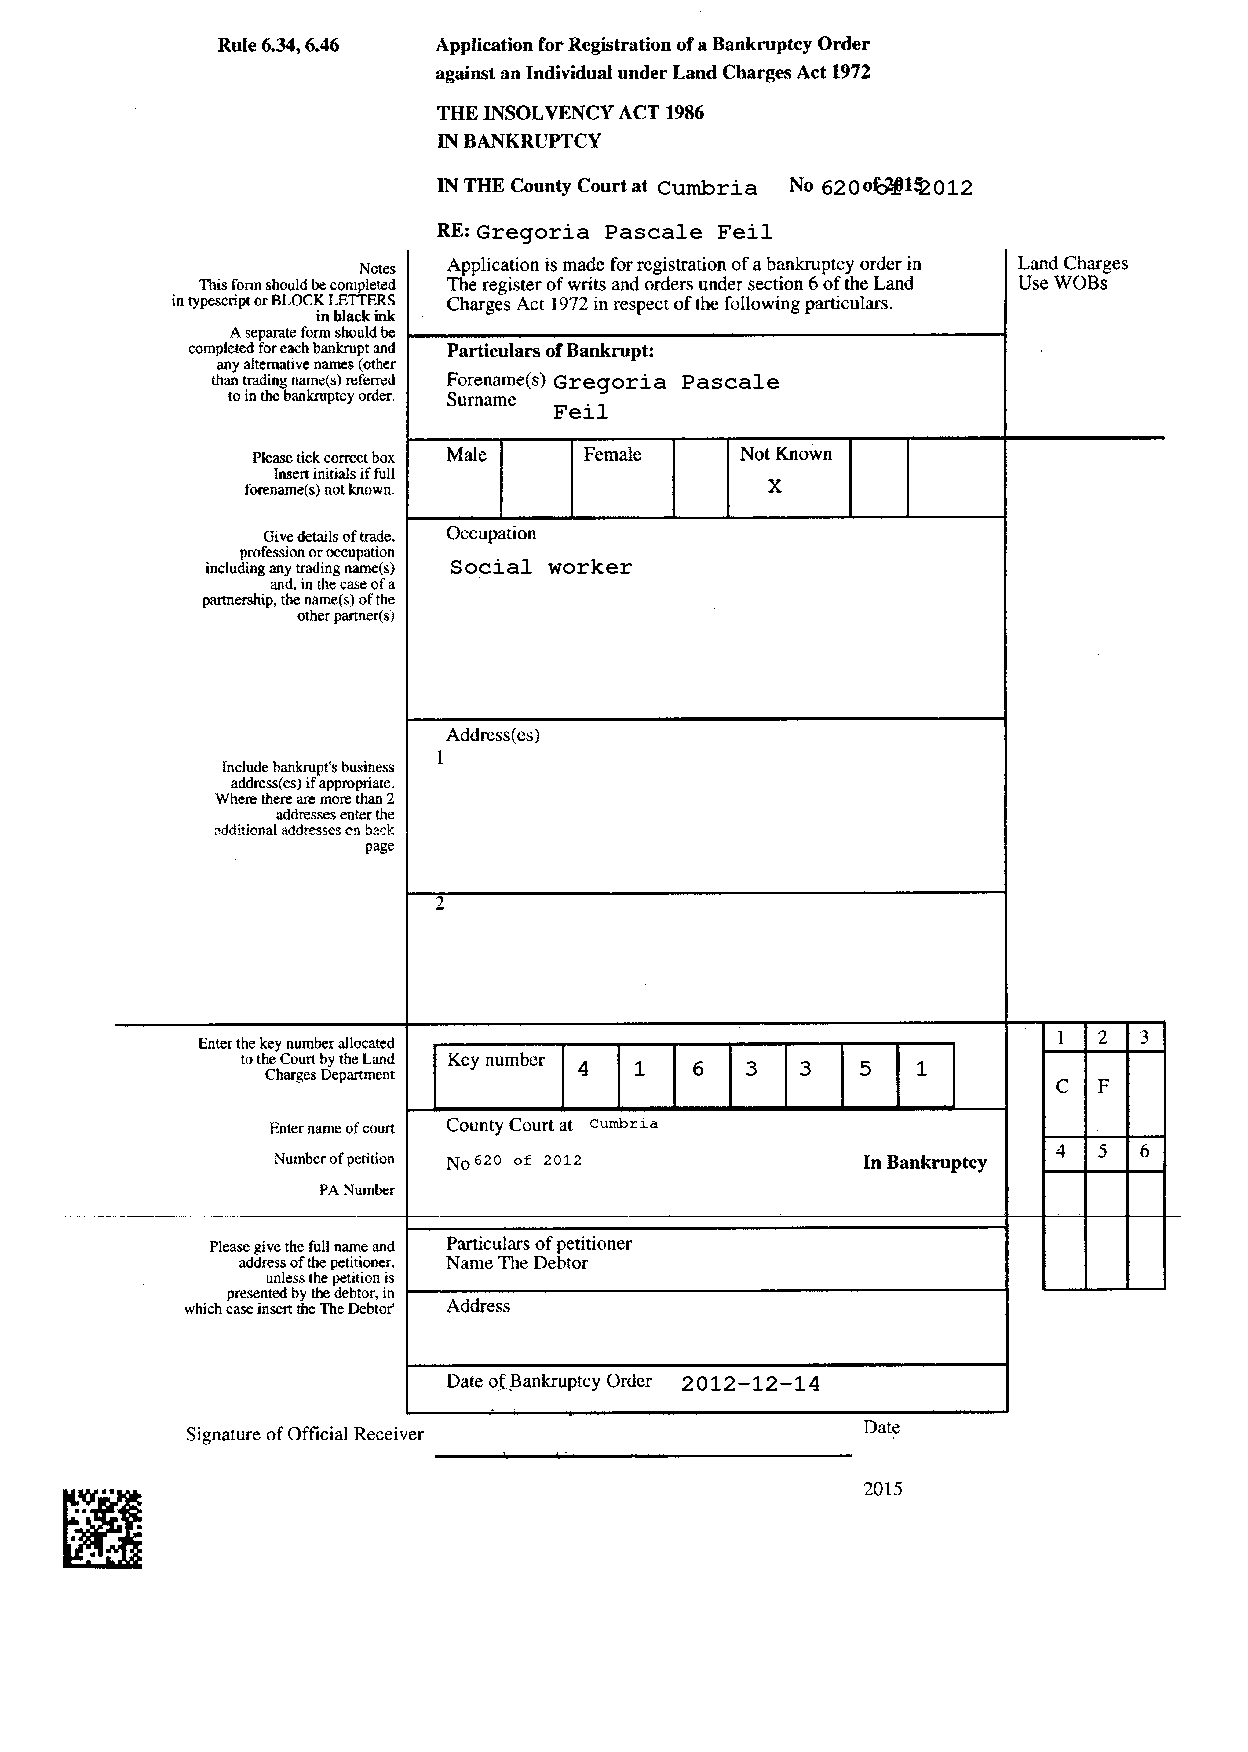 Rule 6.34, 6.46
Application for Registration of a Bankruptcy Order
against an Individual under Land Charges Act 1972
THE INSOLVENCY ACT 1986
IN BANKRUPTCY
IN THE County Court at Cumbria No 620 of 2012
RE: Gregoria Pascale Feil
Notes
This form should be completed
in typescript or BLOCK LETTERS
in black ink
A separate form should be
completed for each bankrupt and
any alternative names (other
than trading name(s) referred
to in the bankruptcy order.
Application is made for registration of a bankruptcy order in
The register of writs and orders under section 6 of the Land
Charges Act 1972 in respect of the following particulars.
Land Charges
Use WOBs
Particulars of Bankrupt:
Forename(s) Gregoria Pascale
Surname
Feil
Please tick correct box
Insert initials if full
forename(s) not known.
Male Female Not Known
X
Give details of trade,
profession or occupation
including any trading name(s)
and, in the case of a
partnership, the name(s) of the
other partner(s)
Occupation
Social worker
Address(es)
1
Include bankrupt's business
address(es) if appropriate.
Where there are more than 2
addresses enter the
additional addresses on back
page
2
Enter the key number allocated
to the Court by the Land
Charges Department
Key number 4 1 6 3 3 5 1
1 2 3
C F
Enter name of court
County Court at Cumbria
Number of petition
No 620 of 2012 In Bankruptcy
4 5 6
PA Number
Please give the full name and
address of the petitioner,
unless the petition is
presented by the debtor, in
which case insert the The Debtor'
Particulars of petitioner
Name The Debtor
Address
Date of Bankruptcy Order 2012-12-14
Signature of Official Receiver
Date
2015